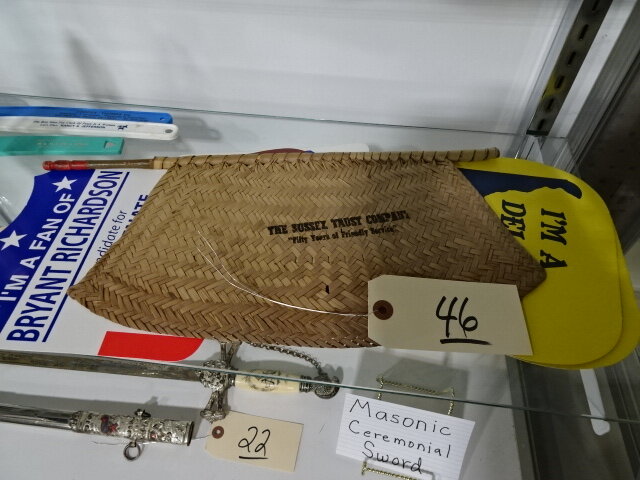 I'M A FAN OF
BRYANT RICHARDSON
candidate for
THE SUSSEX TRUST COMPANY
"Fifty Years of Friendly Service"
I'M A
DEL
46
22
Masonic
Ceremonial
Sword